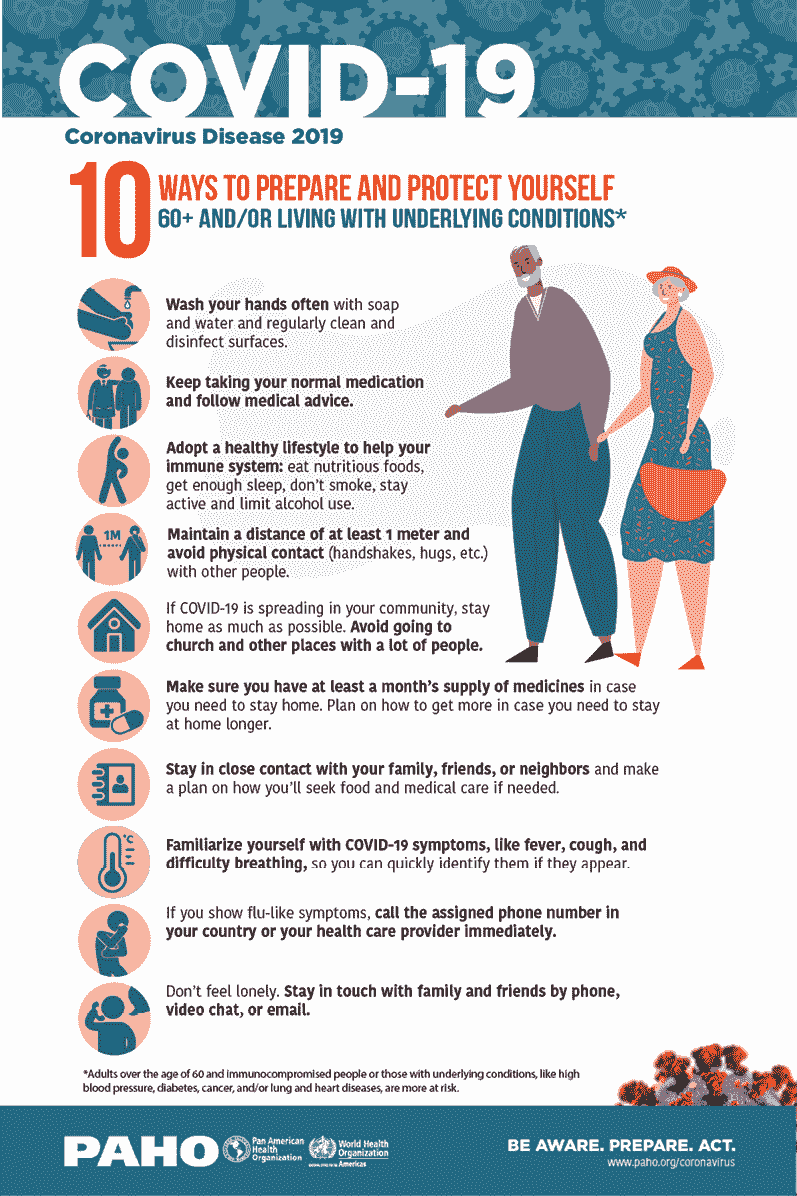 COVID-19
Coronavirus Disease 2019
10 WAYS TO PREPARE AND PROTECT YOURSELF
60+ AND/OR LIVING WITH UNDERLYING CONDITIONS*
Wash your hands often with soap
and water and regularly clean and
disinfect surfaces.
Keep taking your normal medication
and follow medical advice.
Adopt a healthy lifestyle to help your
immune system: eat nutritious foods,
get enough sleep, don't smoke, stay
active and limit alcohol use.
1M
Maintain a distance of at least 1 meter and
avoid physical contact (handshakes, hugs, etc.)
with other people.
If COVID-19 is spreading in your community, stay
home as much as possible. Avoid going to
church and other places with a lot of people.
Make sure you have at least a month's supply of medicines in case
you need to stay home. Plan on how to get more in case you need to stay
at home longer.
Stay in close contact with your family, friends, or neighbors and make
a plan on how you'll seek food and medical care if needed.
°C
Familiarize yourself with COVID-19 symptoms, like fever, cough, and
difficulty breathing, so you can quickly identify them if they appear.
If you show flu-like symptoms, call the assigned phone number in
your country or your health care provider immediately.
Don't feel lonely. Stay in touch with family and friends by phone,
video chat, or email.
*Adults over the age of 60 and immunocompromised people or those with underlying conditions, like high
blood pressure, diabetes, cancer, and/or lung and heart diseases, are more at risk.
PAHO
Pan American
Health
Organization
World Health
Organization
Americas
BE AWARE. PREPARE. ACT.
www.paho.org/coronavirus